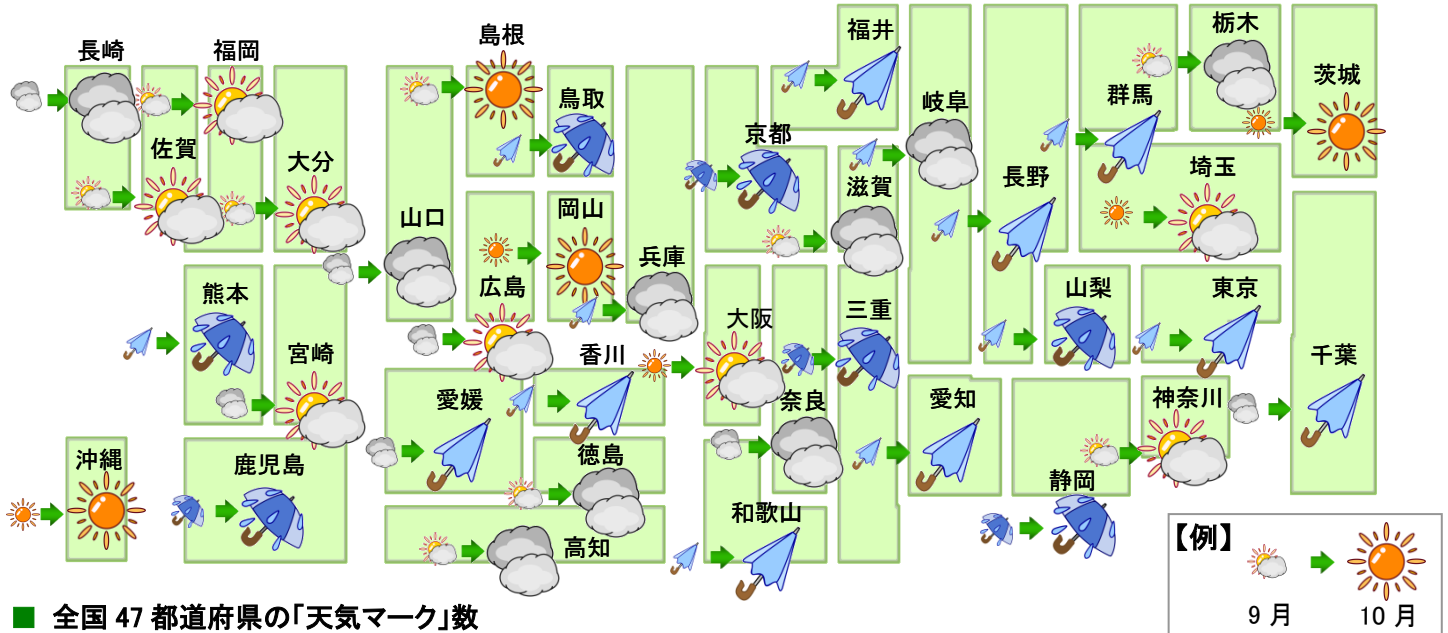 福井
栃木
島根
長崎
福岡
茨城
群馬
鳥取
岐阜
京都
佐賀
大分
長野
埼玉
滋賀
岡山
山口
兵庫
広島
熊本
山梨
東京
三重
大阪
宮崎
香川
千葉
愛媛
奈良
愛知
神奈川
沖縄
鹿児島
徳島
静岡
和歌山
高知
【例】
9 月 10 月
■ 全国 47 都道府県の「天気マーク」数